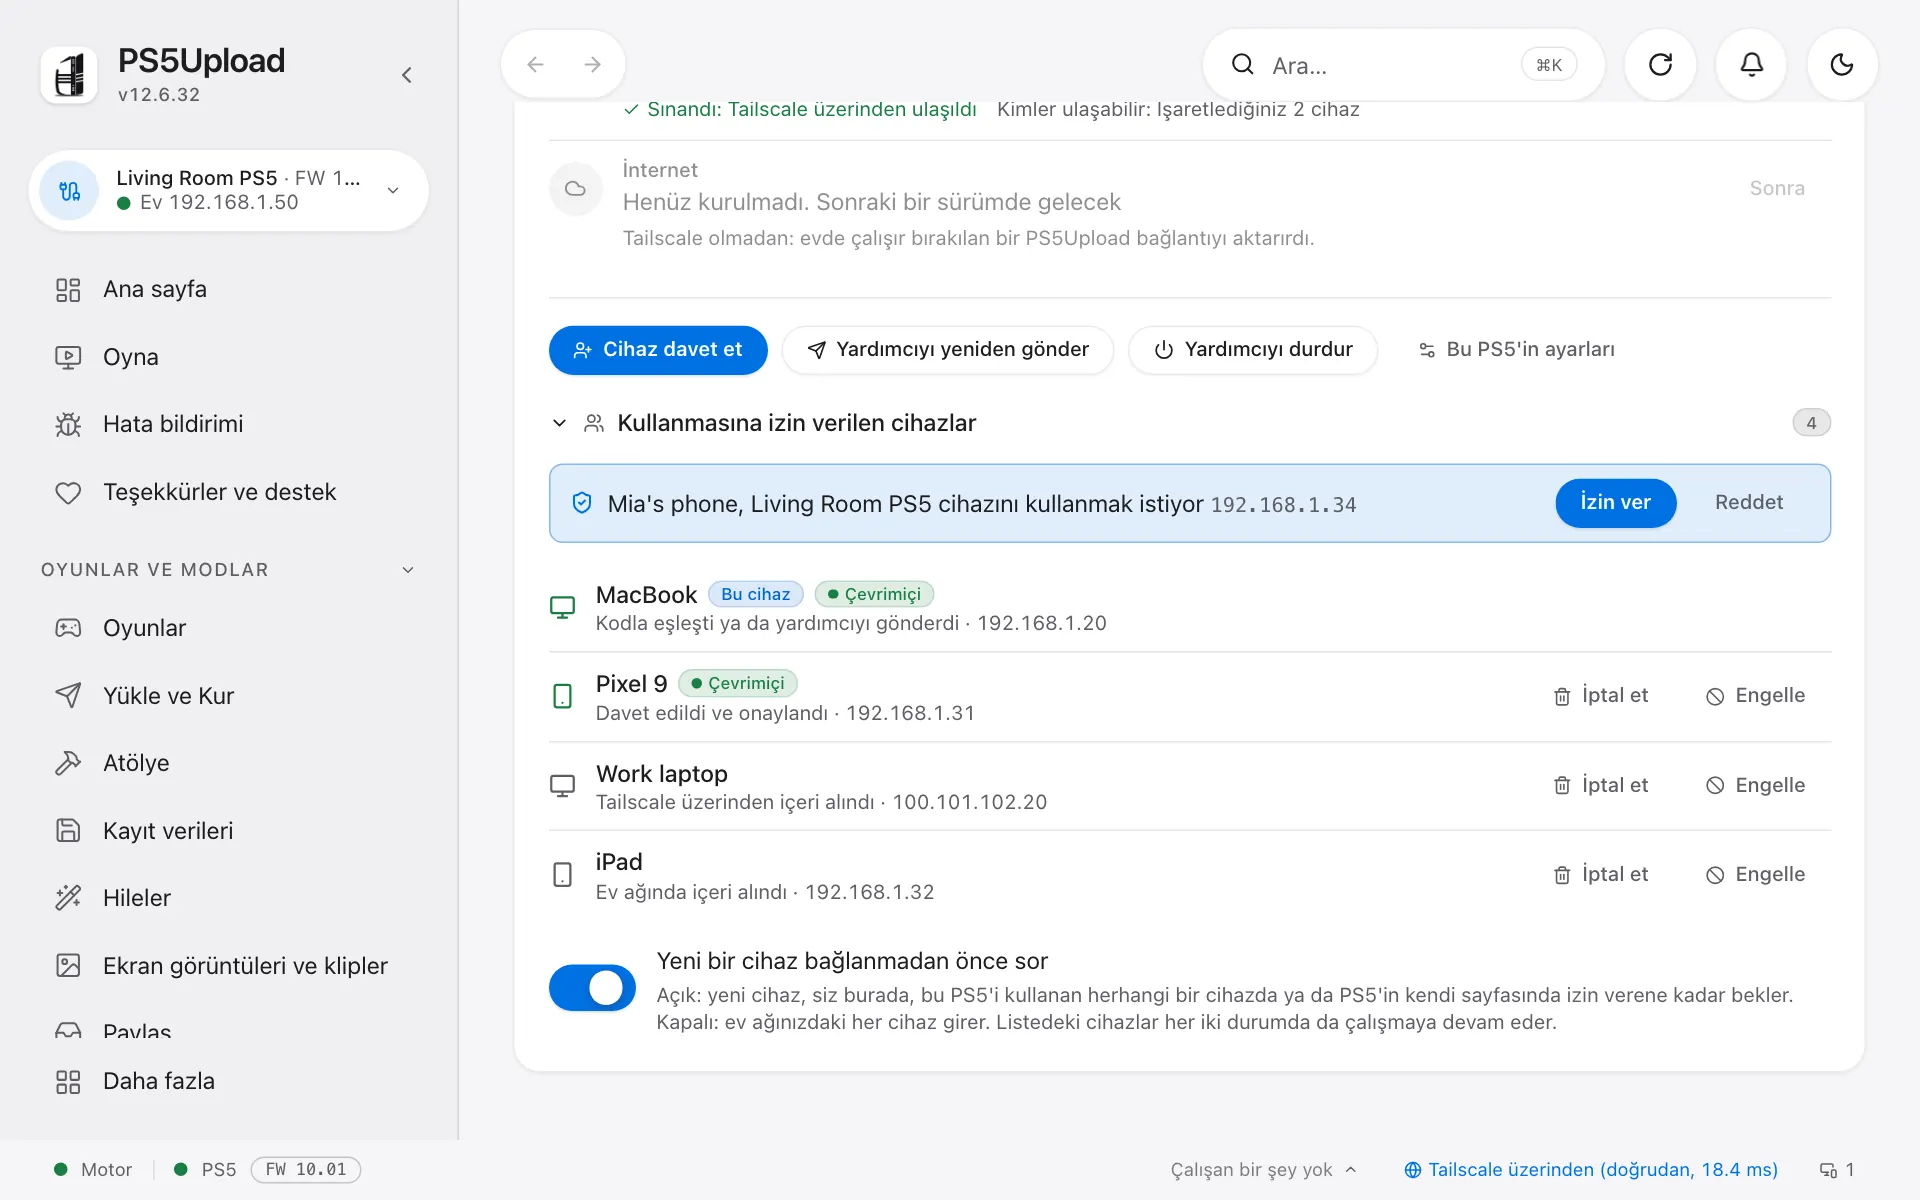 PS5Upload
v12.6.32
Living Room PS5 · FW 1...
Ev 192.168.1.50
Ana sayfa
Oyna
Hata bildirimi
Teşekkürler ve destek
OYUNLAR VE MODLAR
Oyunlar
Yükle ve Kur
Atölye
Kayıt verileri
Hileler
Ekran görüntüleri ve klipler
Paylaş
Daha fazla
Ara...
⌘K
Sınandı: Tailscale üzerinden ulaşıldı Kimler ulaşabilir: İşaretlediğiniz 2 cihaz
İnternet
Henüz kurulmadı. Sonraki bir sürümde gelecek
Sonra
Tailscale olmadan: evde çalışır bırakılan bir PS5Upload bağlantıyı aktarırdı.
Cihaz davet et
Yardımcıyı yeniden gönder
Yardımcıyı durdur
Bu PS5'in ayarları
Kullanmasına izin verilen cihazlar
4
Mia's phone, Living Room PS5 cihazını kullanmak istiyor 192.168.1.34
İzin ver
Reddet
MacBook Bu cihaz Çevrimiçi
Kodla eşleşti ya da yardımcıyı gönderdi · 192.168.1.20
Pixel 9 Çevrimiçi
Davet edildi ve onaylandı · 192.168.1.31
İptal et Engelle
Work laptop
Tailscale üzerinden içeri alındı · 100.101.102.20
İptal et Engelle
iPad
Ev ağında içeri alındı · 192.168.1.32
İptal et Engelle
Yeni bir cihaz bağlanmadan önce sor
Açık: yeni cihaz, siz burada, bu PS5'i kullanan herhangi bir cihazda ya da PS5'in kendi sayfasında izin verene kadar bekler.
Kapalı: ev ağınızdaki her cihaz girer. Listedeki cihazlar her iki durumda da çalışmaya devam eder.
Motor
PS5
FW 10.01
Çalışan bir şey yok
Tailscale üzerinden (doğrudan, 18.4 ms)
1